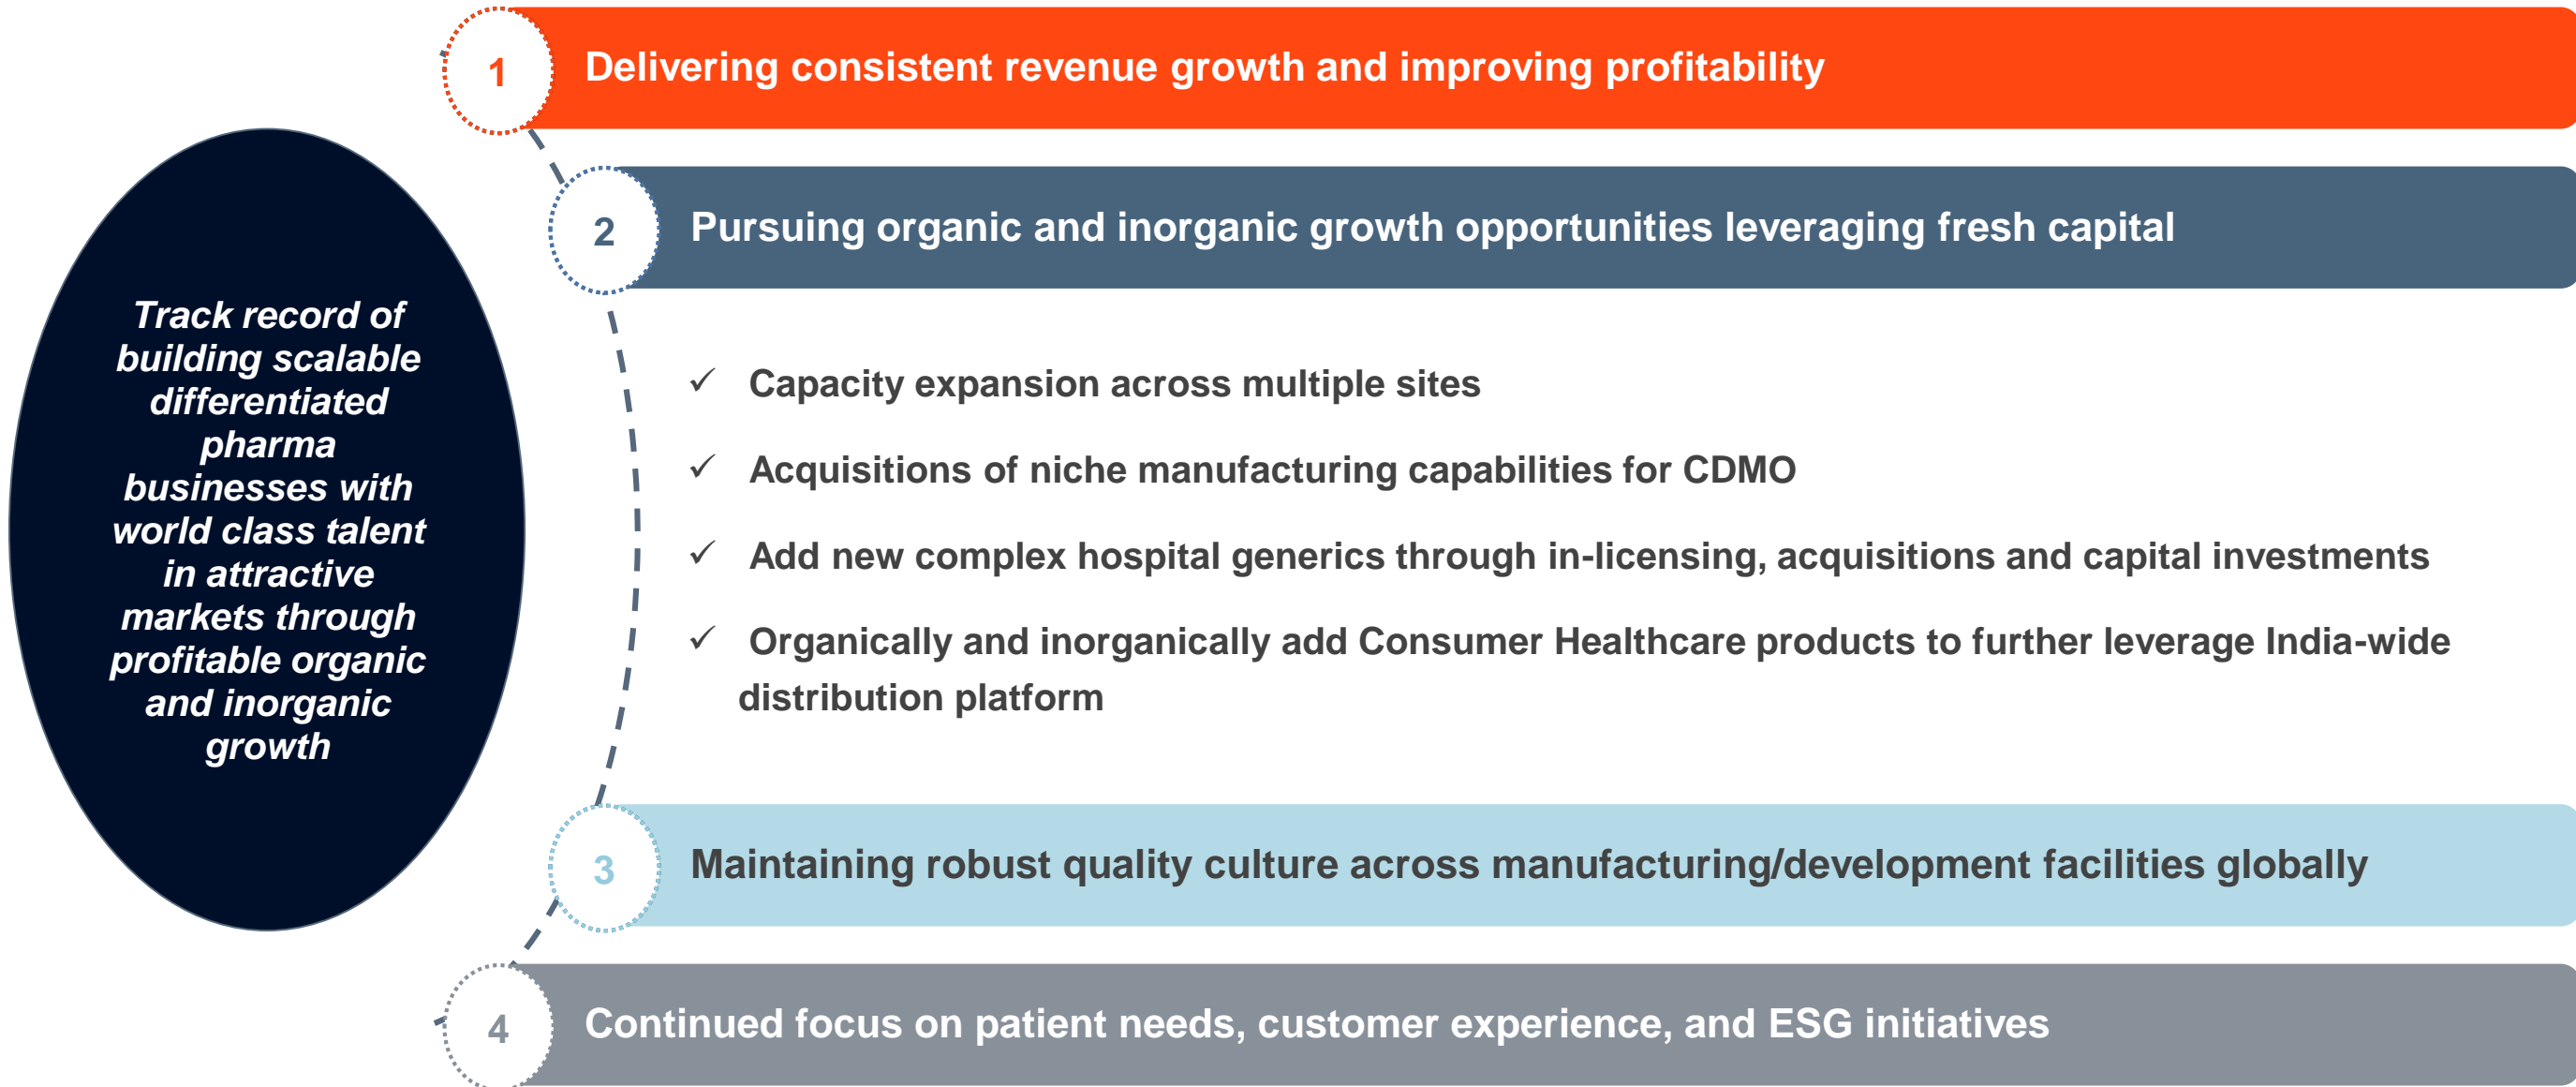 Track record of
building scalable
differentiated
pharma
businesses with
world class talent
in attractive
markets through
profitable organic
and inorganic
growth
1
Delivering consistent revenue growth and improving profitability
2
Pursuing organic and inorganic growth opportunities leveraging fresh capital
✓ Capacity expansion across multiple sites
✓ Acquisitions of niche manufacturing capabilities for CDMO
✓ Add new complex hospital generics through in-licensing, acquisitions and capital investments
✓ Organically and inorganically add Consumer Healthcare products to further leverage India-wide
distribution platform
3
Maintaining robust quality culture across manufacturing/development facilities globally
4
Continued focus on patient needs, customer experience, and ESG initiatives